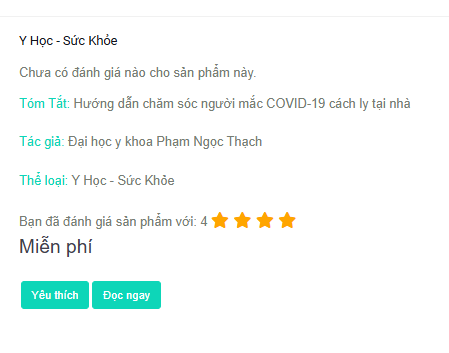 Y Học - Sức Khỏe
Chưa có đánh giá nào cho sản phẩm này.
Tóm Tắt: Hướng dẫn chăm sóc người mắc COVID-19 cách ly tại nhà
Tác giả: Đại học y khoa Phạm Ngọc Thạch
Thể loại: Y Học - Sức Khỏe
Bạn đã đánh giá sản phẩm với: 4
Miễn phí
Yêu thích Đọc ngay